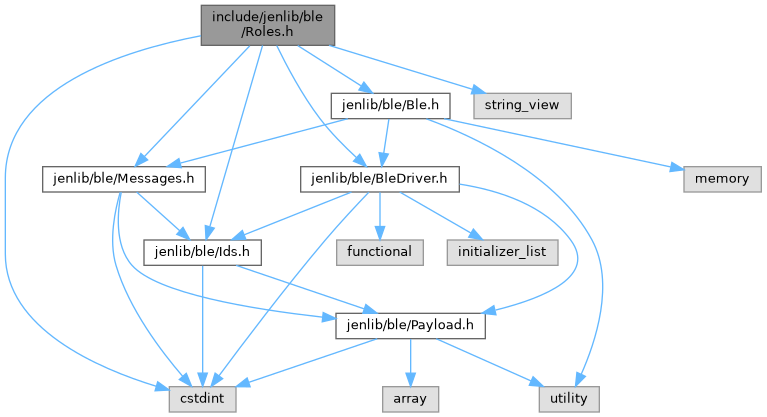 include/jenlib/ble
/Roles.h
jenlib/ble/Ble.h
string_view
jenlib/ble/Messages.h
jenlib/ble/BleDriver.h
memory
jenlib/ble/Ids.h
functional
initializer_list
jenlib/ble/Payload.h
cstdint
array
utility